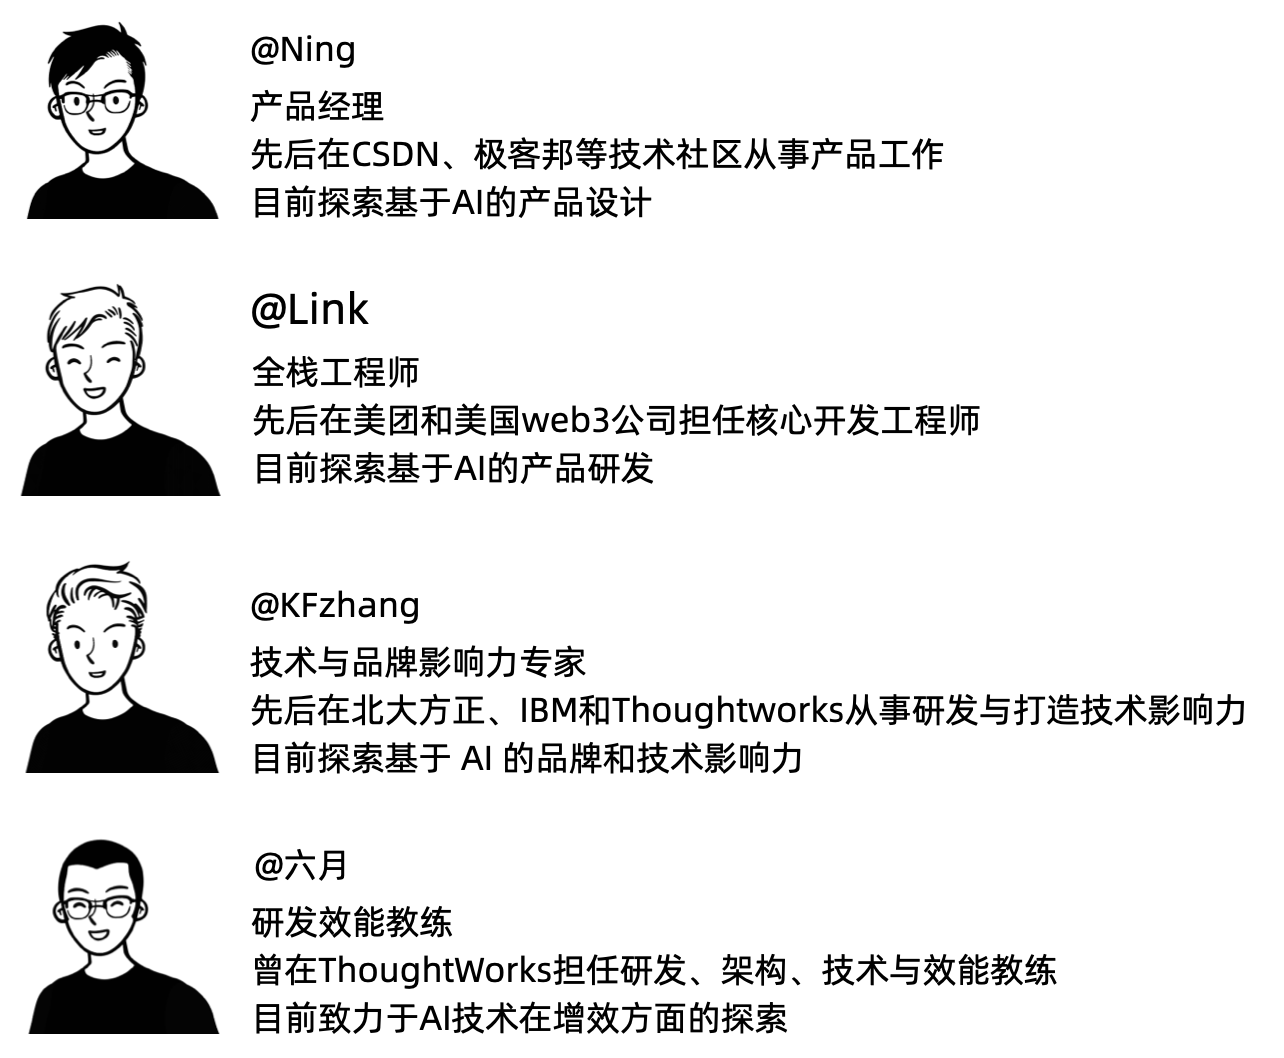 @Ning
产品经理
先后在CSDN、极客邦等技术社区从事产品工作
目前探索基于AI的产品设计
@Link
全栈工程师
先后在美团和美国web3公司担任核心开发工程师
目前探索基于AI的产品研发
@KFzhang
技术与品牌影响力专家
先后在北大方正、IBM和Thoughtworks从事研发与打造技术影响力
目前探索基于 AI 的品牌和技术影响力
@六月
研发效能教练
曾在ThoughtWorks担任研发、架构、技术与效能教练
目前致力于AI技术在增效方面的探索